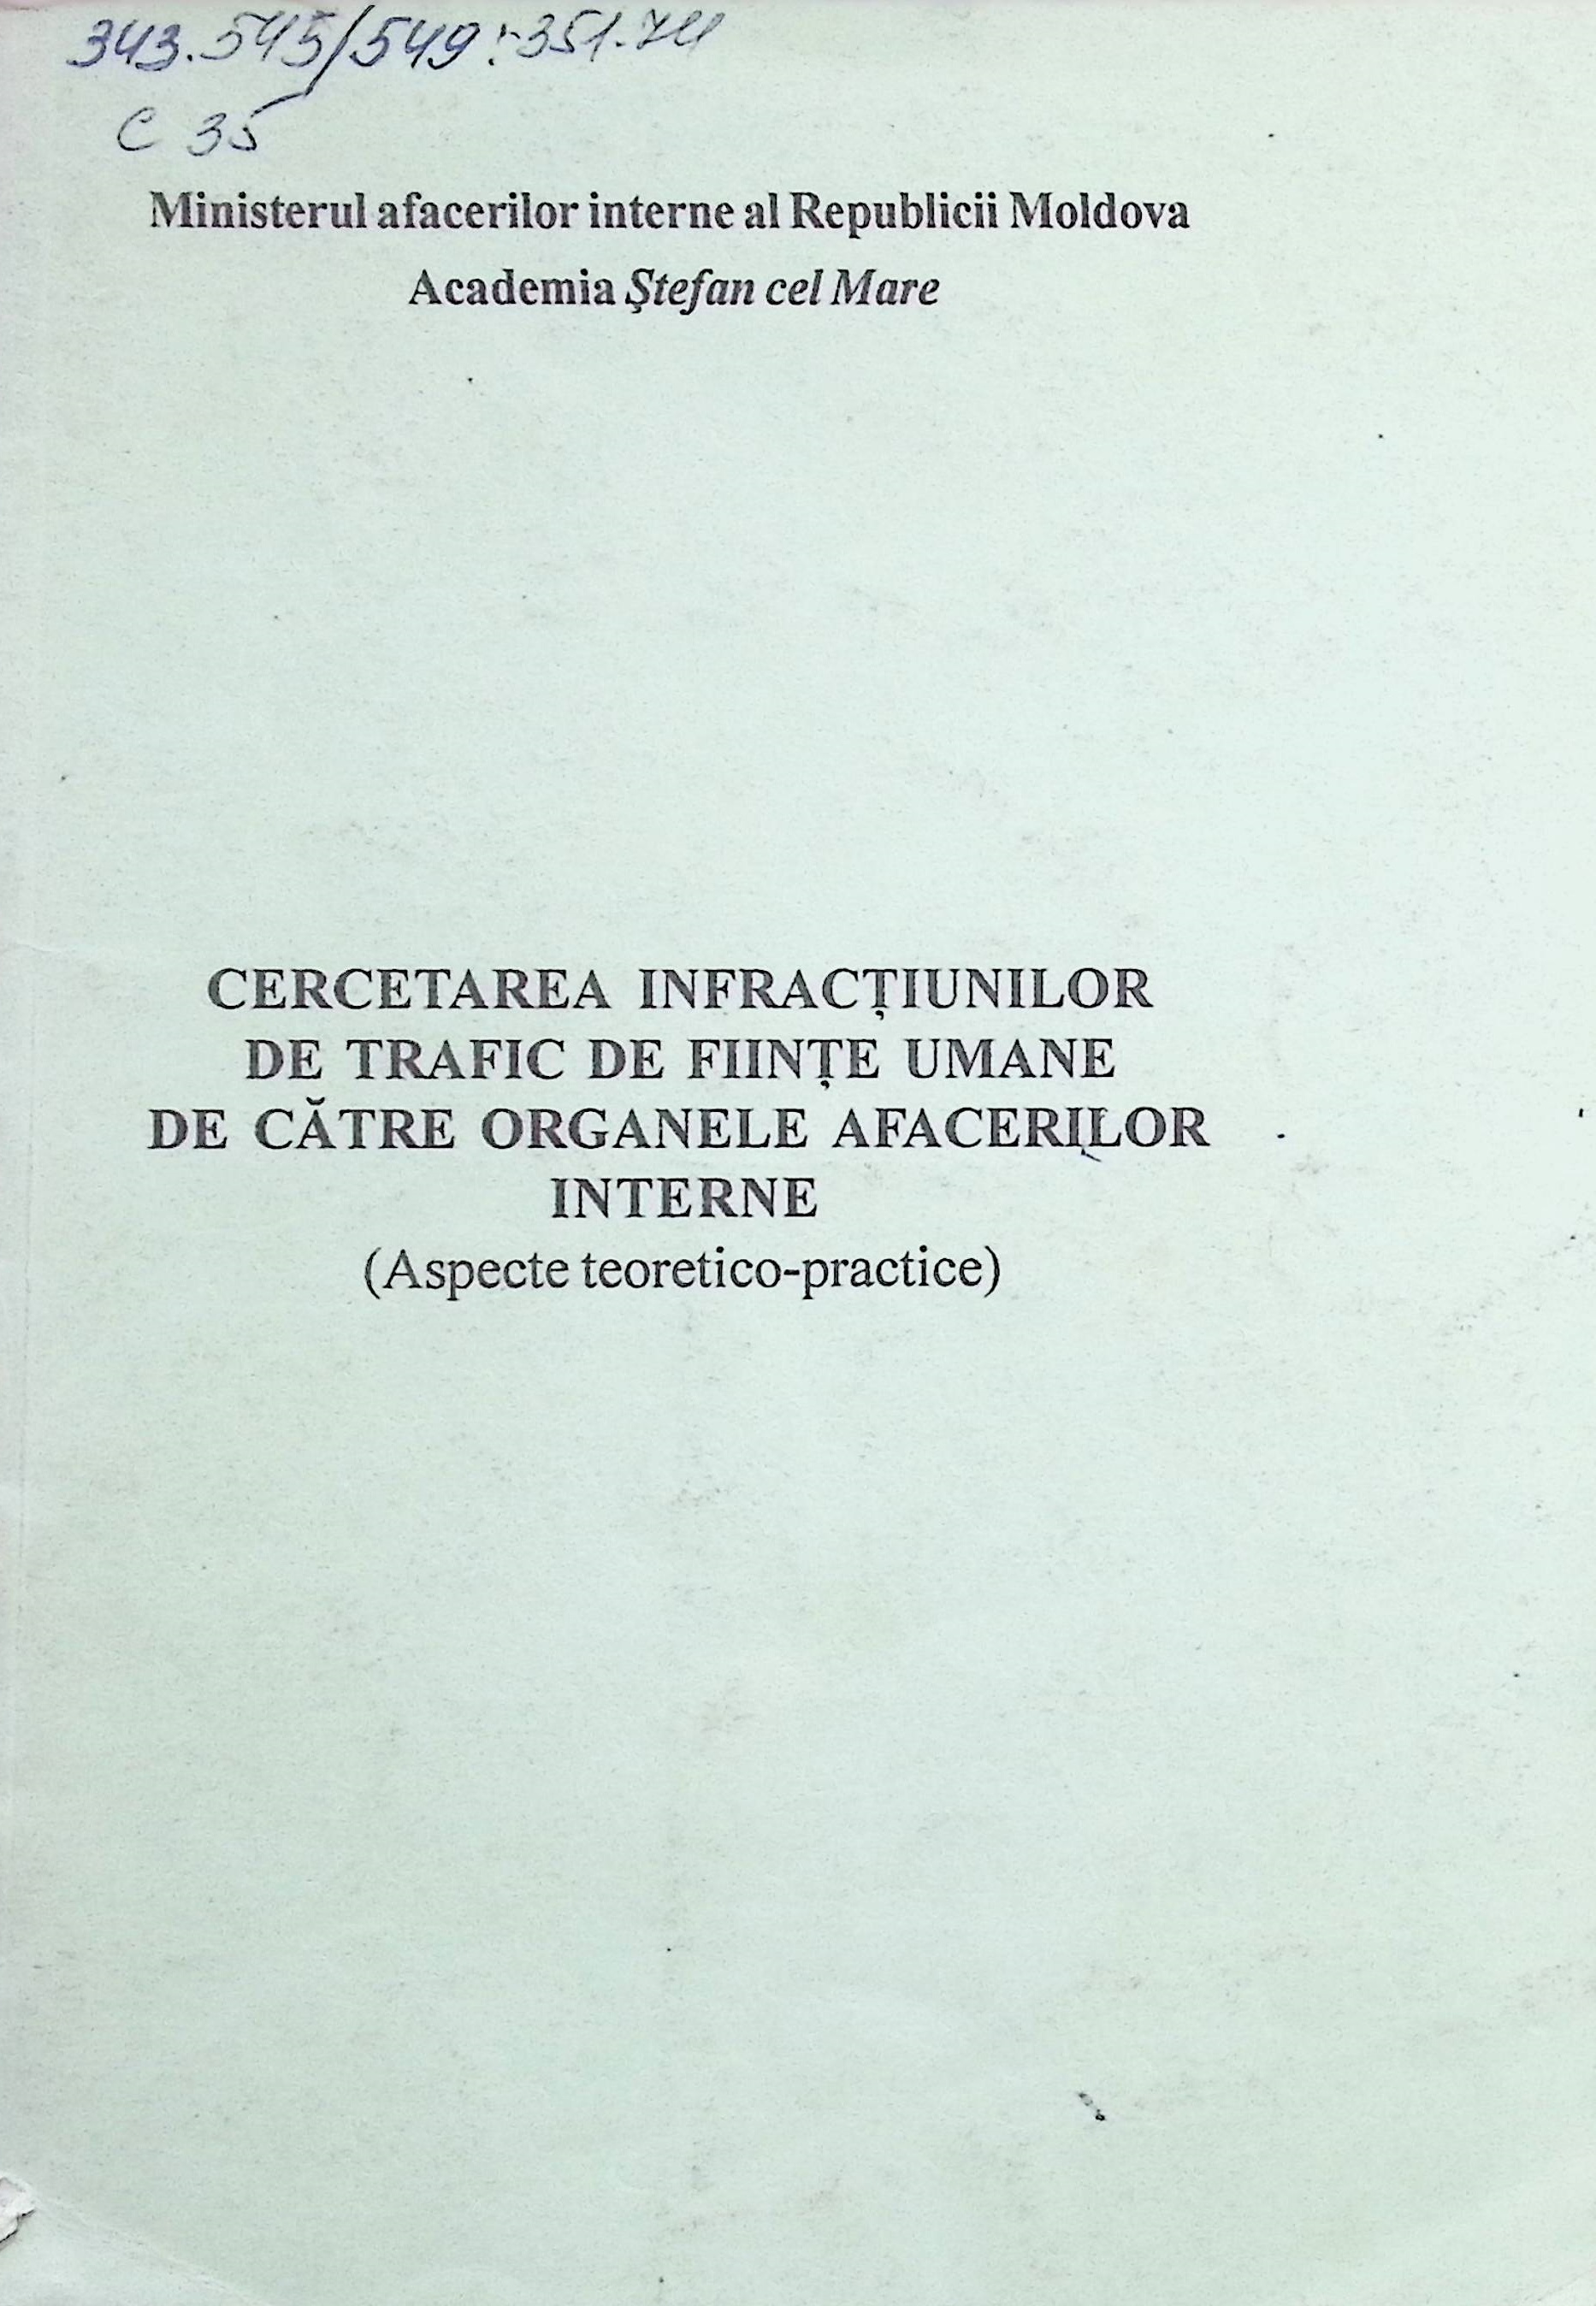 343.545/549:351.74
C 35
Ministerul afacerilor interne al Republicii Moldova
Academia Ştefan cel Mare
CERCETAREA INFRACȚIUNILOR
DE TRAFIC DE FIINȚE UMANE
DE CĂTRE ORGANELE AFACERILOR
INTERNE
(Aspecte teoretico-practice)